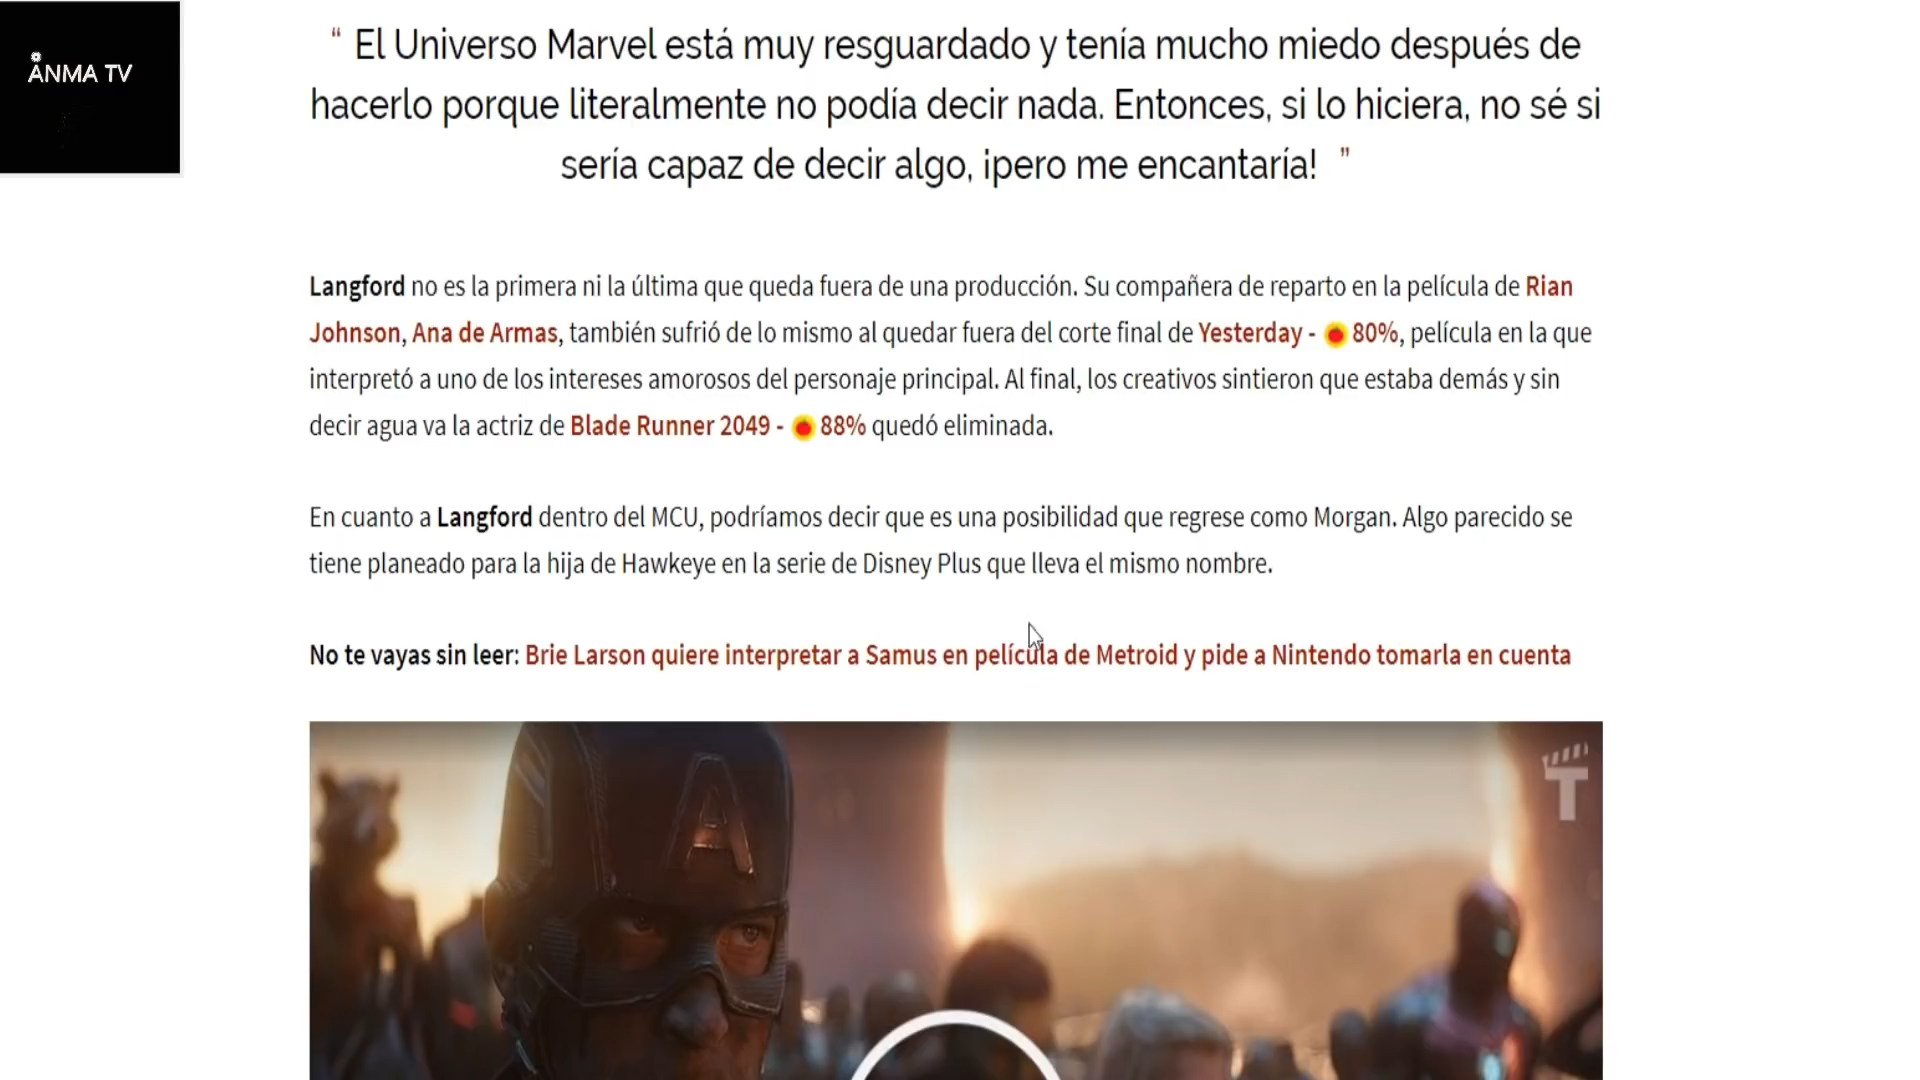 ANMA TV
“ El Universo Marvel está muy resguardado y tenía mucho miedo después de
hacerlo porque literalmente no podía decir nada. Entonces, si lo hiciera, no sé si
sería capaz de decir algo, ¡pero me encantaría! ”
Langford no es la primera ni la última que queda fuera de una producción. Su compañera de reparto en la película de Rian
Johnson, Ana de Armas, también sufrió de lo mismo al quedar fuera del corte final de Yesterday - 80%, película en la que
interpretó a uno de los intereses amorosos del personaje principal. Al final, los creativos sintieron que estaba demás y sin
decir agua va la actriz de Blade Runner 2049 - 88% quedó eliminada.
En cuanto a Langford dentro del MCU, podríamos decir que es una posibilidad que regrese como Morgan. Algo parecido se
tiene planeado para la hija de Hawkeye en la serie de Disney Plus que lleva el mismo nombre.
No te vayas sin leer: Brie Larson quiere interpretar a Samus en película de Metroid y pide a Nintendo tomarla en cuenta
A
T